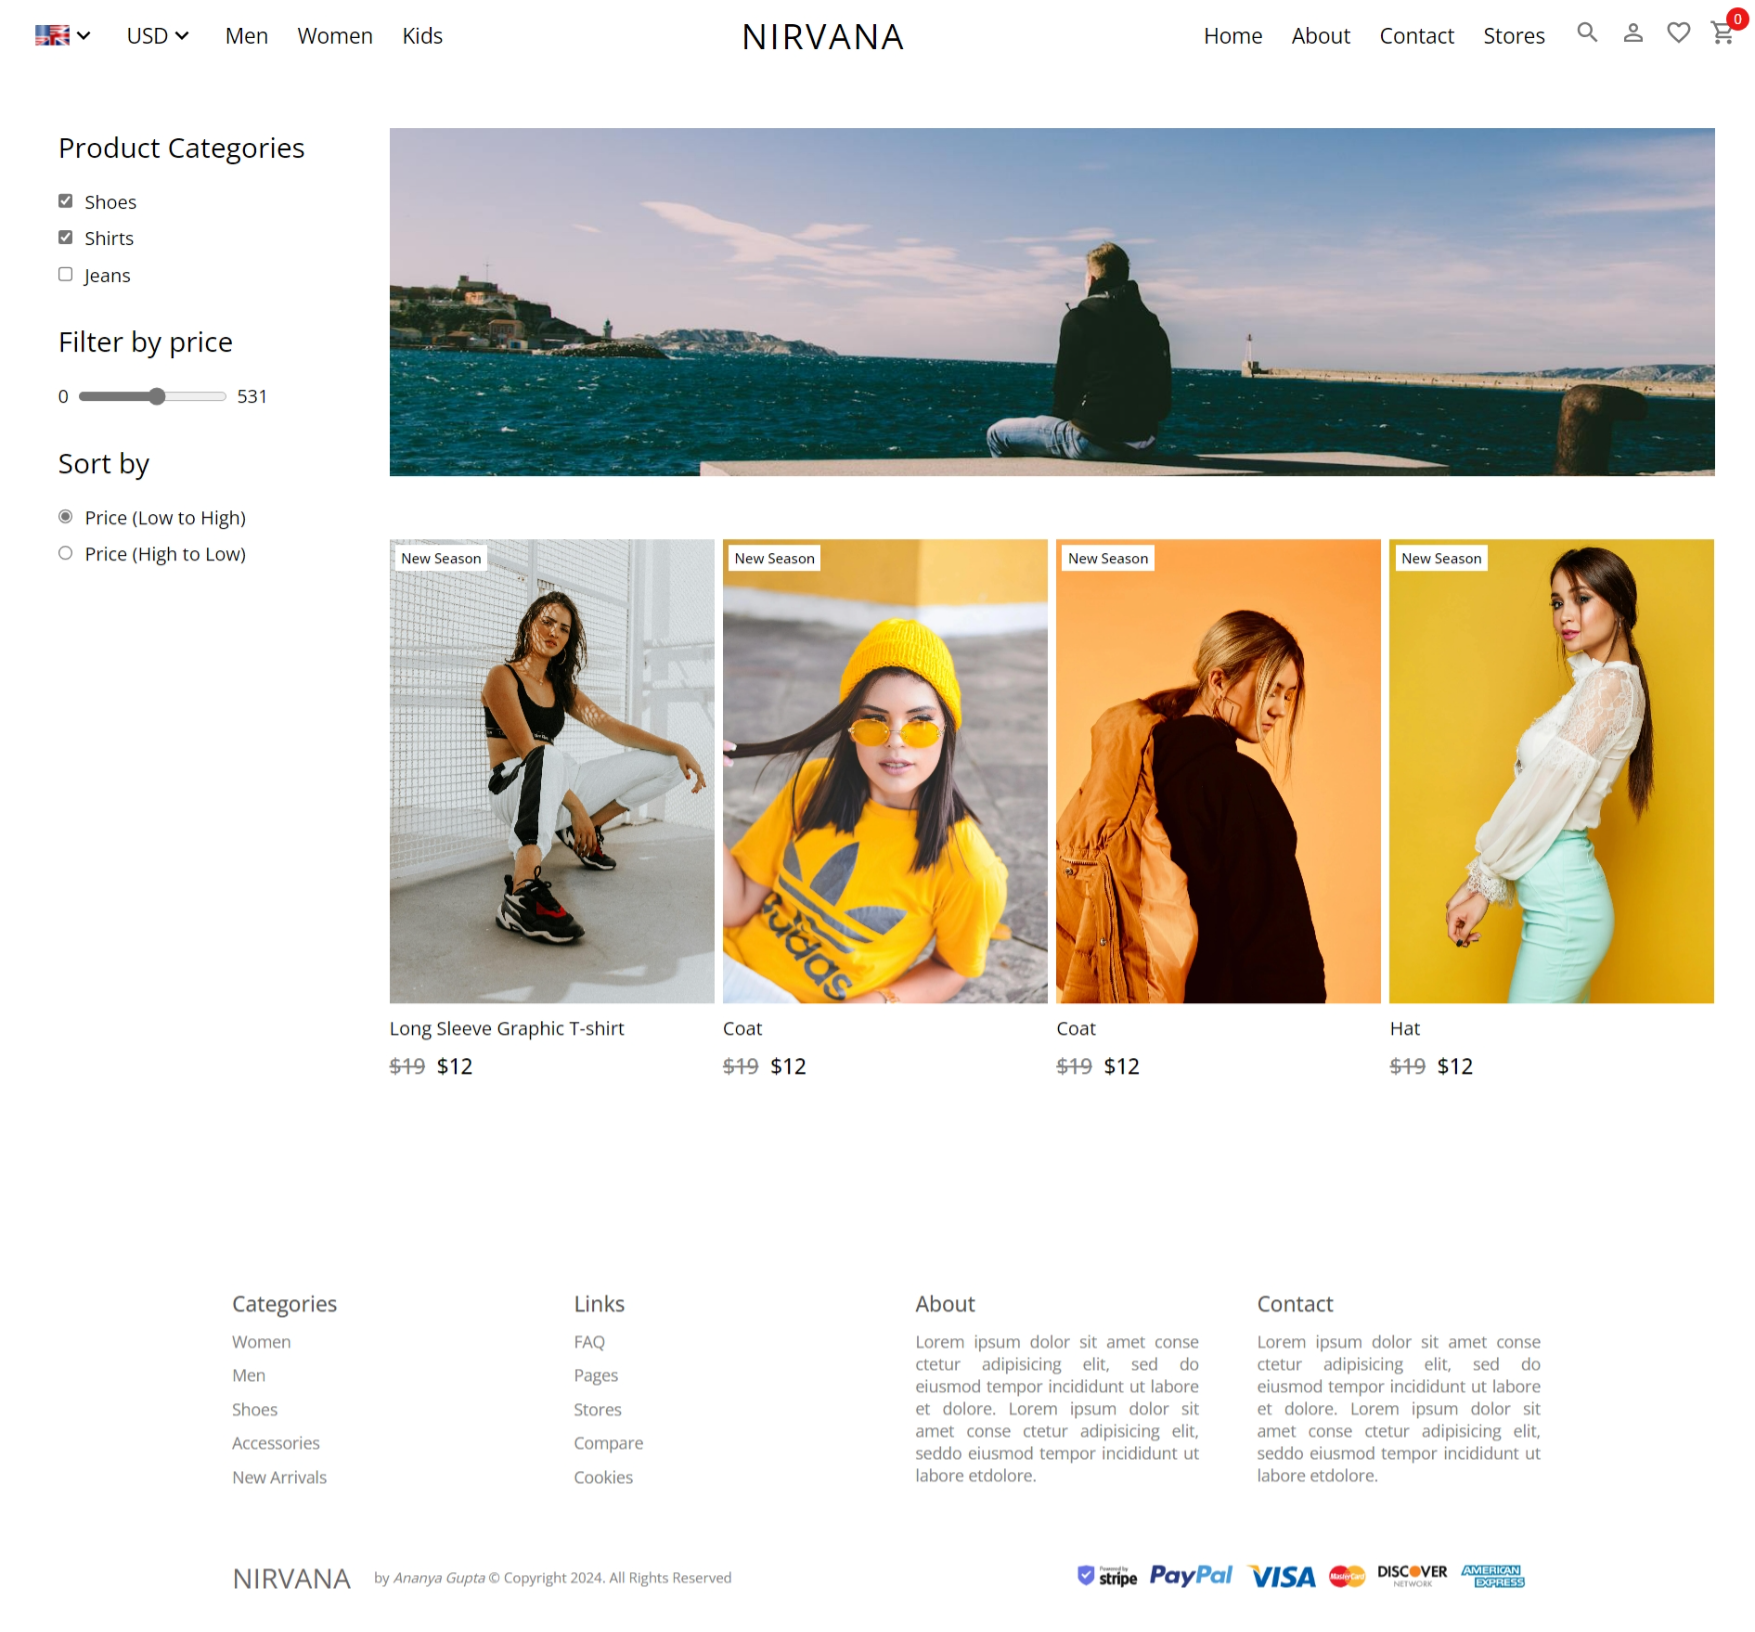 USD Men Women Kids NIRVANA Home About Contact Stores 0
Product Categories
Shoes
Shirts
Jeans
Filter by price
0 531
Sort by
Price (Low to High)
Price (High to Low)
New Season New Season New Season New Season
adidas
Long Sleeve Graphic T-shirt Coat Coat Hat
$19 $12 $19 $12 $19 $12 $19 $12
Categories
Women
Men
Shoes
Accessories
New Arrivals
Links
FAQ
Pages
Stores
Compare
Cookies
About
Lorem ipsum dolor sit amet conse
ctetur adipisicing elit, sed do
eiusmod tempor incididunt ut labore
et dolore. Lorem ipsum dolor sit
amet conse ctetur adipisicing elit,
seddo eiusmod tempor incididunt ut
labore etdolore.
Contact
Lorem ipsum dolor sit amet conse
ctetur adipisicing elit, sed do
eiusmod tempor incididunt ut labore
et dolore. Lorem ipsum dolor sit
amet conse ctetur adipisicing elit,
seddo eiusmod tempor incididunt ut
labore etdolore.
NIRVANA by Ananya Gupta © Copyright 2024. All Rights Reserved
Powered by
stripe PayPal VISA MasterCard DISCOVER NETWORK AMERICAN EXPRESS